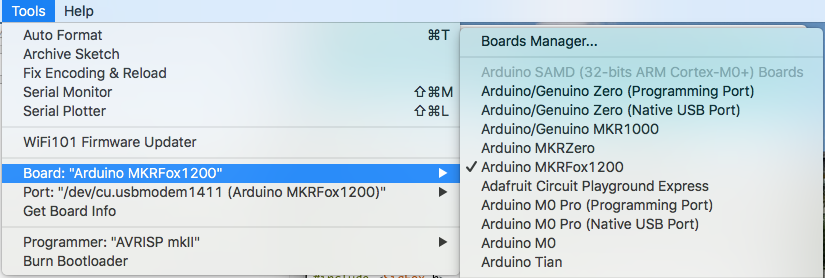 Tools Help
Auto Format ⌘T
Archive Sketch
Fix Encoding & Reload
Serial Monitor ⇧⌘M
Serial Plotter ⇧⌘L
WiFi101 Firmware Updater
Board: "Arduino MKRFox1200"
Port: "/dev/cu.usbmodem1411 (Arduino MKRFox1200)"
Get Board Info
Programmer: "AVRISP mkII"
Burn Bootloader
Boards Manager...
Arduino SAMD (32-bits ARM Cortex-M0+) Boards
Arduino/Genuino Zero (Programming Port)
Arduino/Genuino Zero (Native USB Port)
Arduino/Genuino MKR1000
Arduino MKRZero
✓ Arduino MKRFox1200
Adafruit Circuit Playground Express
Arduino M0 Pro (Programming Port)
Arduino M0 Pro (Native USB Port)
Arduino M0
Arduino Tian